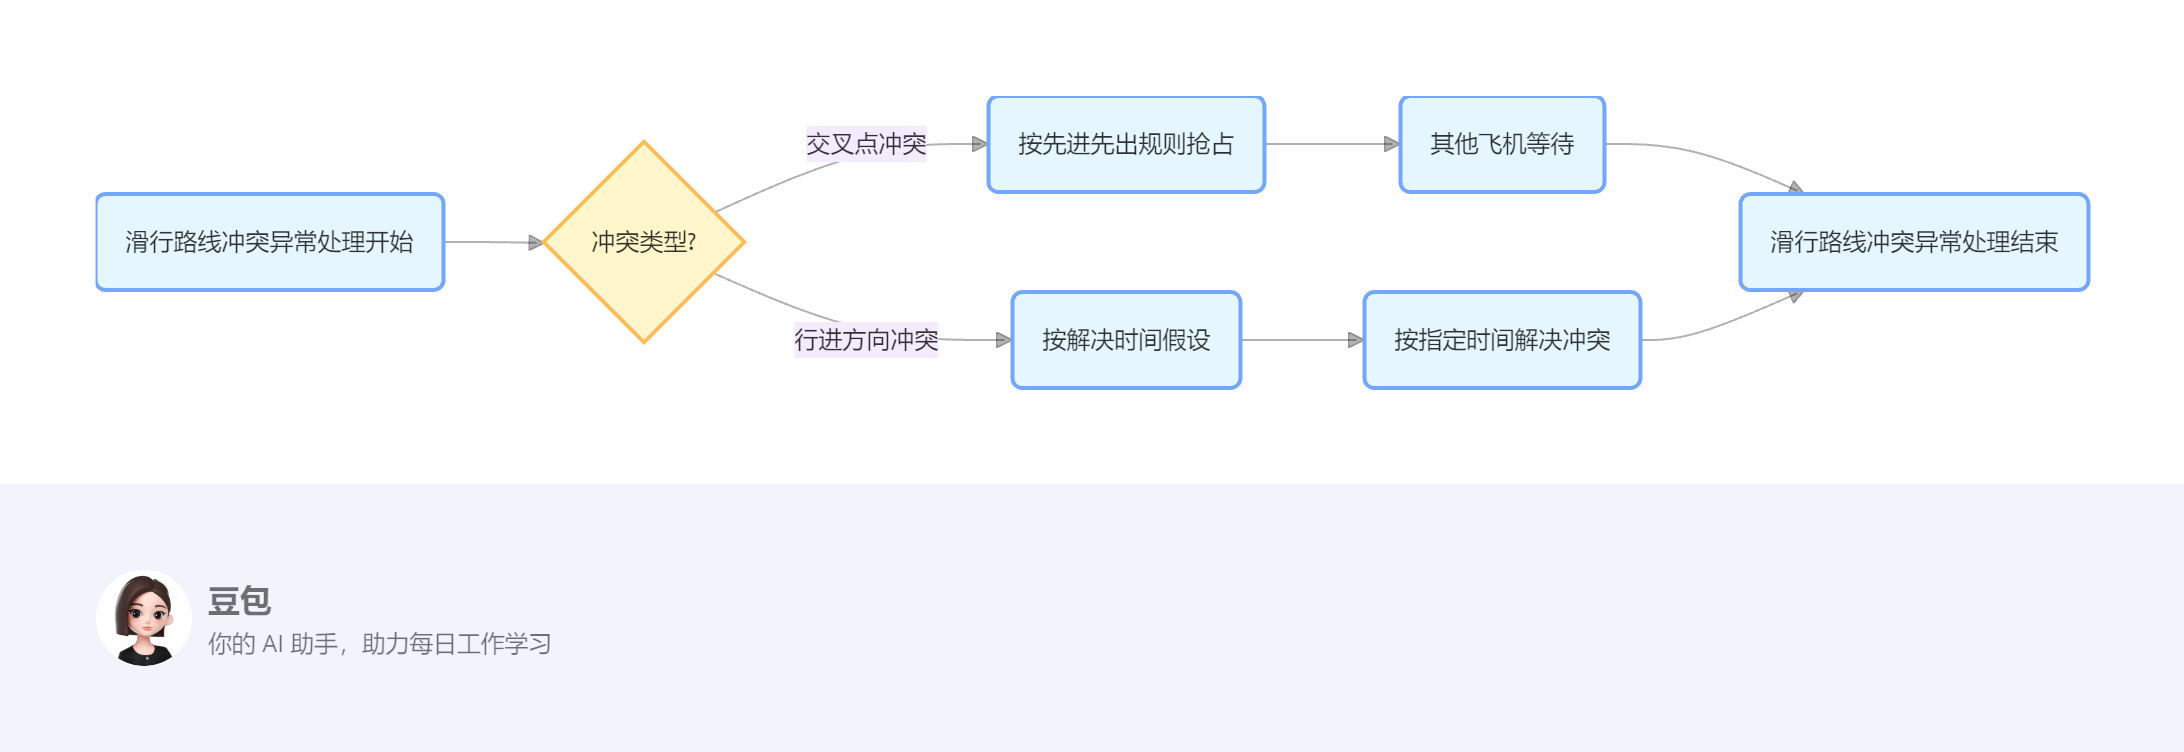 滑行路线冲突异常处理开始
冲突类型?
交叉点冲突
按先进先出规则抢占
其他飞机等待
行进方向冲突
按解决时间假设
按指定时间解决冲突
滑行路线冲突异常处理结束
豆包
你的 AI 助手，助力每日工作学习